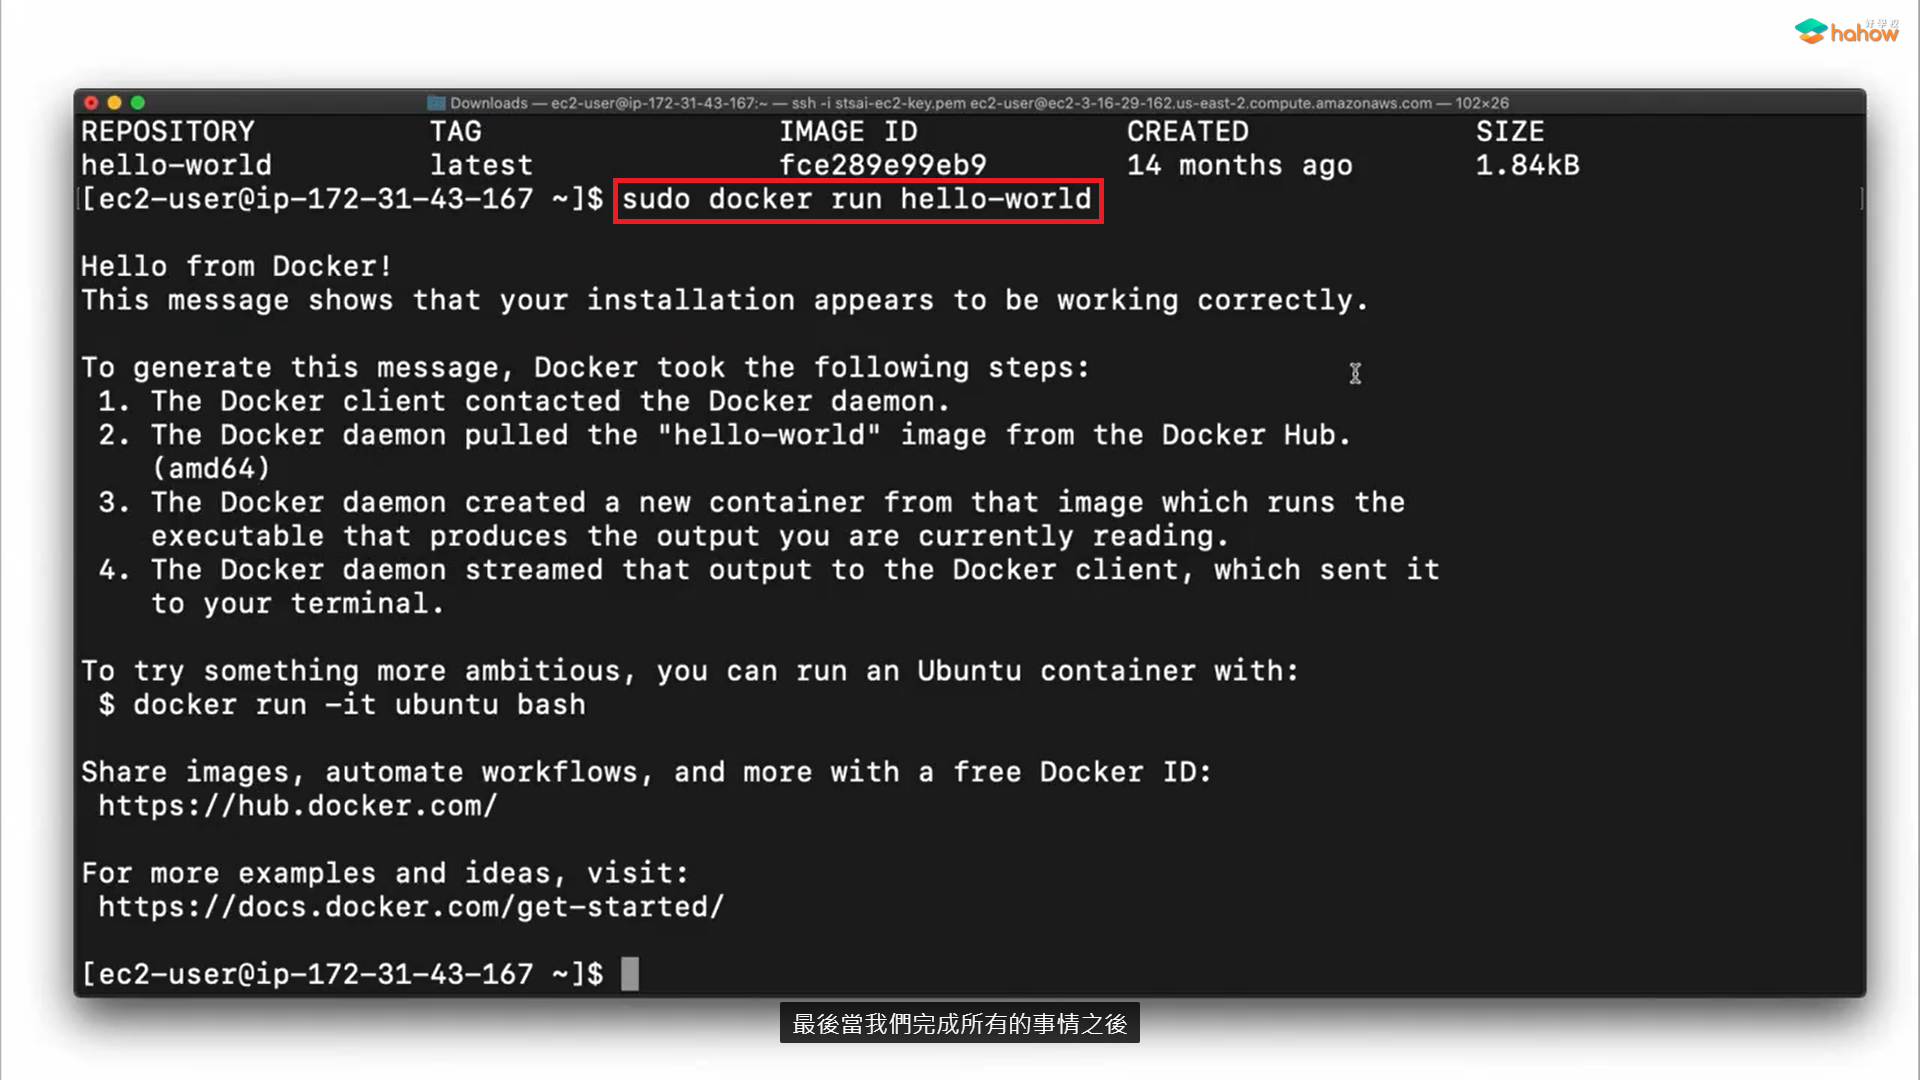 好學校
hahow
Downloads — ec2-user@ip-172-31-43-167:~ — ssh -i stsai-ec2-key.pem ec2-user@ec2-3-16-29-162.us-east-2.compute.amazonaws.com — 102×26
REPOSITORY TAG IMAGE ID CREATED SIZE
hello-world latest fce289e99eb9 14 months ago 1.84kB
[ec2-user@ip-172-31-43-167 ~]$ sudo docker run hello-world
Hello from Docker!
This message shows that your installation appears to be working correctly.
To generate this message, Docker took the following steps:
1. The Docker client contacted the Docker daemon.
2. The Docker daemon pulled the "hello-world" image from the Docker Hub.
(amd64)
3. The Docker daemon created a new container from that image which runs the
executable that produces the output you are currently reading.
4. The Docker daemon streamed that output to the Docker client, which sent it
to your terminal.
To try something more ambitious, you can run an Ubuntu container with:
$ docker run -it ubuntu bash
Share images, automate workflows, and more with a free Docker ID:
https://hub.docker.com/
For more examples and ideas, visit:
https://docs.docker.com/get-started/
[ec2-user@ip-172-31-43-167 ~]$
最後當我們完成所有的事情之後